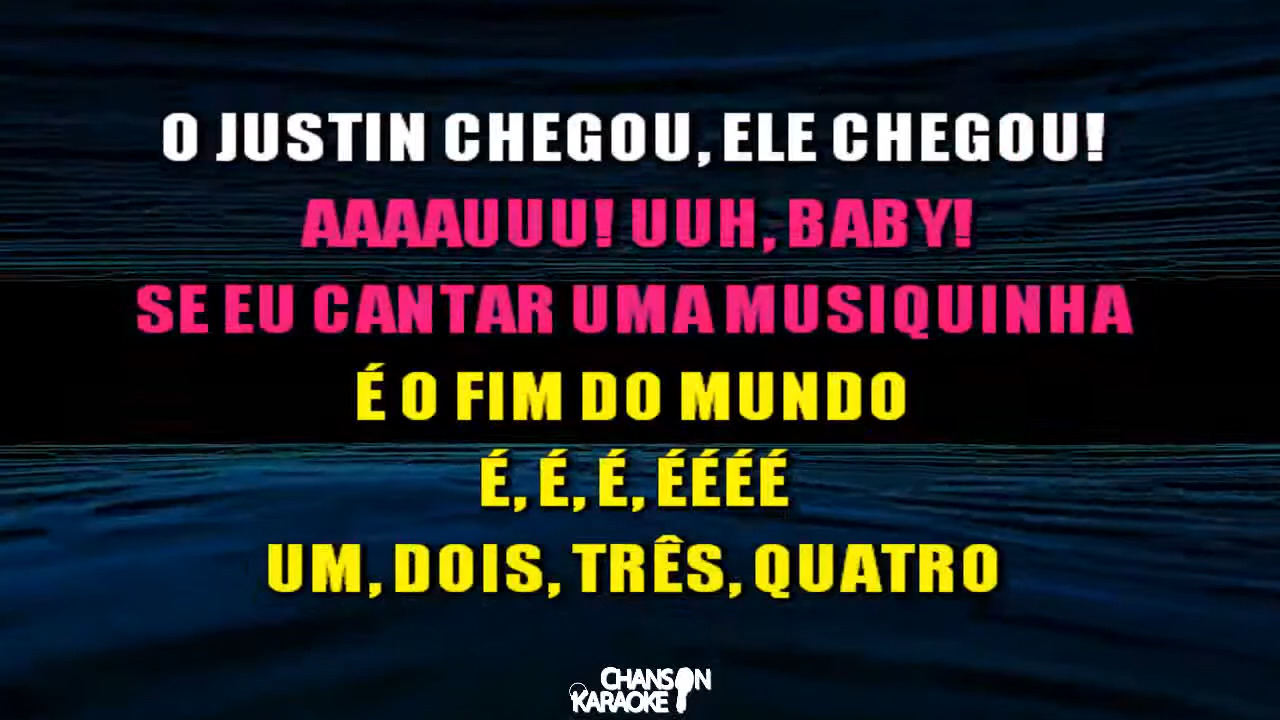 O JUSTIN CHEGOU, ELE CHEGOU!
AAAAUUU! UUH, BABY!
SE EU CANTAR UMA MUSIQUINHA
É O FIM DO MUNDO
É, É, É, ÉÉÉÉ
UM, DOIS, TRÊS, QUATRO
CHANSON
KARAOKE